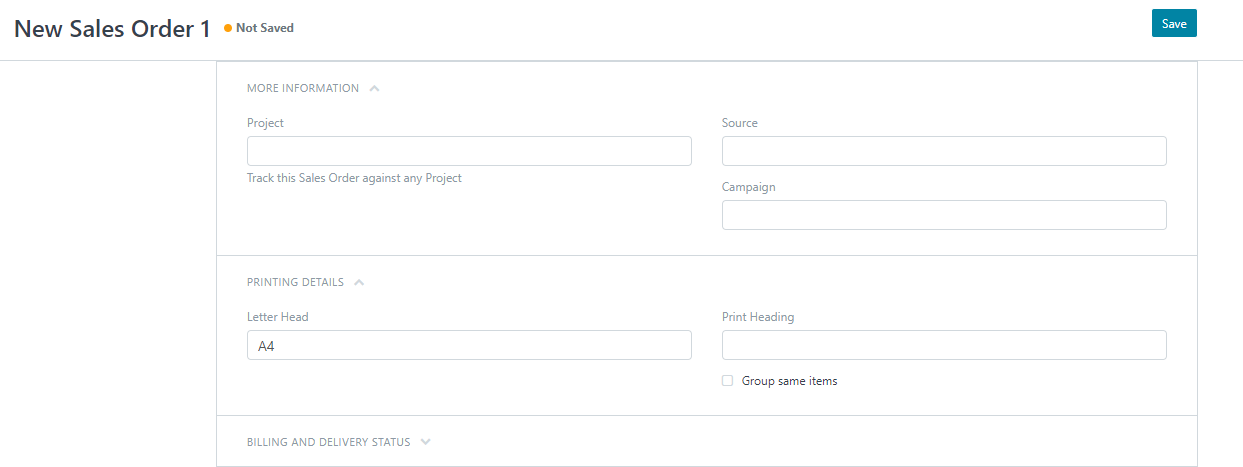 New Sales Order 1
Not Saved
Save
MORE INFORMATION
Project
Source
Track this Sales Order against any Project
Campaign
PRINTING DETAILS
Letter Head
Print Heading
A4
Group same items
BILLING AND DELIVERY STATUS